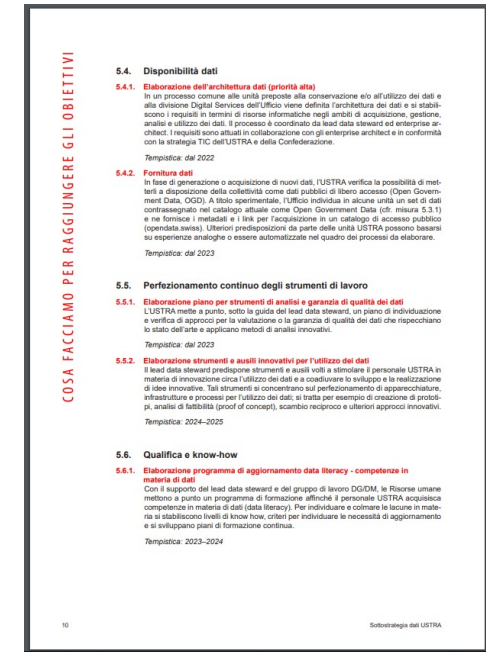 COSA FACCIAMO PER RAGGIUNGERE GLI OBIETTIVI
5.4. Disponibilità dati
5.4.1. Elaborazione dell'architettura dati (priorità alta)
In un processo comune alle unità preposte alla conservazione e/o all'utilizzo dei dati e
alla divisione Digital Services dell'Ufficio viene definita l'architettura dei dati e si stabili-
scono i requisiti in termini di risorse informatiche negli ambiti di acquisizione, gestione,
analisi e utilizzo dei dati. Il processo è coordinato da lead data steward ed enterprise ar-
chitect. I requisiti sono attuati in collaborazione con gli enterprise architect e in conformità
con la strategia TIC dell'USTRA e della Confederazione.
Tempistica: dal 2022
5.4.2. Fornitura dati
In fase di generazione o acquisizione di nuovi dati, l'USTRA verifica la possibilità di met-
terli a disposizione della collettività come dati pubblici di libero accesso (Open Govern-
ment Data, OGD). A titolo sperimentale, l'Ufficio individua in alcune unità un set di dati
contrassegnato nel catalogo attuale come Open Government Data (cfr. misura 5.3.1)
e ne fornisce i metadati e i link per l'acquisizione in un catalogo di accesso pubblico
(opendata.swiss). Ulteriori predisposizioni da parte delle unità USTRA possono basarsi
su esperienze analoghe o essere automatizzate nel quadro dei processi da elaborare.
Tempistica: dal 2023
5.5. Perfezionamento continuo degli strumenti di lavoro
5.5.1. Elaborazione piano per strumenti di analisi e garanzia di qualità dei dati
L'USTRA mette a punto, sotto la guida del lead data steward, un piano di individuazione
e verifica di approcci per la valutazione o la garanzia di qualità dei dati che rispecchiano
lo stato dell'arte e applicano metodi di analisi innovativi.
Tempistica: dal 2023
5.5.2. Elaborazione strumenti e ausili innovativi per l'utilizzo dei dati
Il lead data steward predispone strumenti e ausili volti a stimolare il personale USTRA in
materia di innovazione circa l'utilizzo dei dati e a coadiuvare lo sviluppo e la realizzazione
di idee innovative. Tali strumenti si concentrano sul perfezionamento di apparecchiature,
infrastrutture e processi per l'utilizzo dei dati; si tratta per esempio di creazione di prototi-
pi, analisi di fattibilità (proof of concept), scambio reciproco e ulteriori approcci innovativi.
Tempistica: 2024–2025
5.6. Qualifica e know-how
5.6.1. Elaborazione programma di aggiornamento data literacy - competenze in
materia di dati
Con il supporto del lead data steward e del gruppo di lavoro DG/DM, le Risorse umane
mettono a punto un programma di formazione affinché il personale USTRA acquisisca
competenze in materia di dati (data literacy). Per individuare e colmare le lacune in mate-
ria si stabiliscono livelli di know how, criteri per individuare le necessità di aggiornamento
e si sviluppano piani di formazione continua.
Tempistica: 2023–2024
10
Sottostrategia dati USTRA